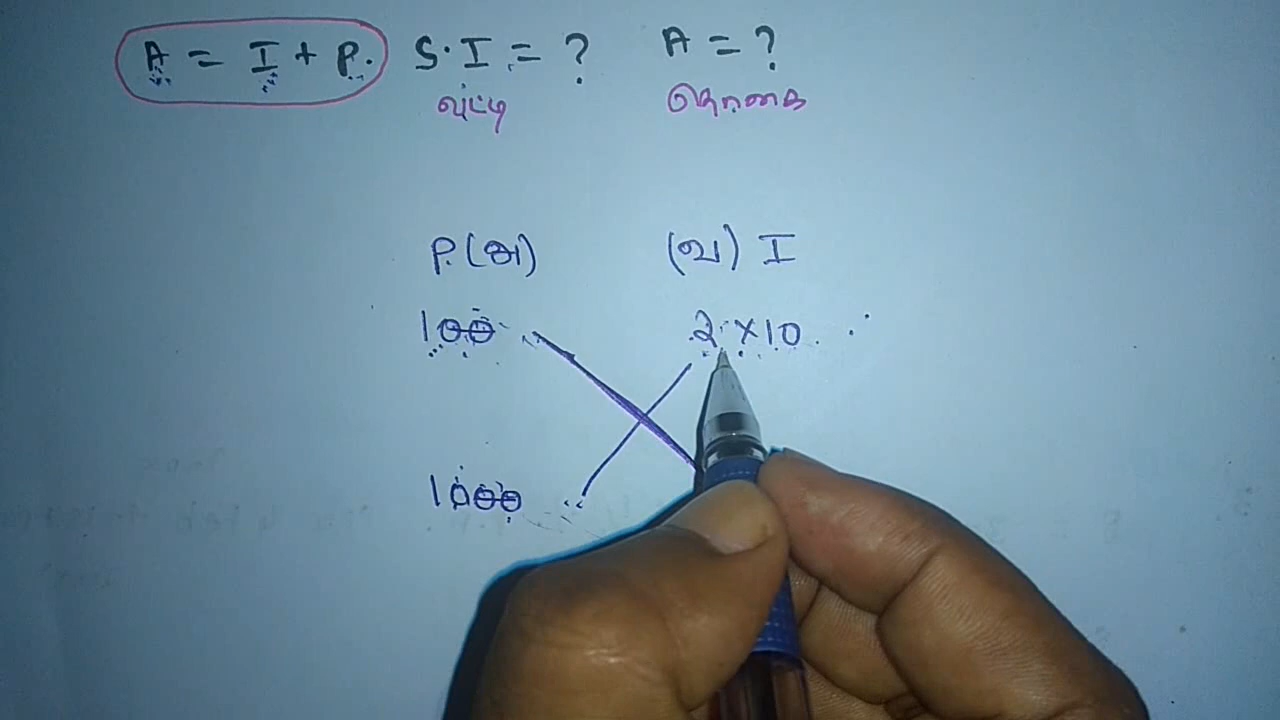 A = I + P. S.I = ? A = ?
வட்டி தொகை
P.(அ) (வ) I
100 2 × 10
1000